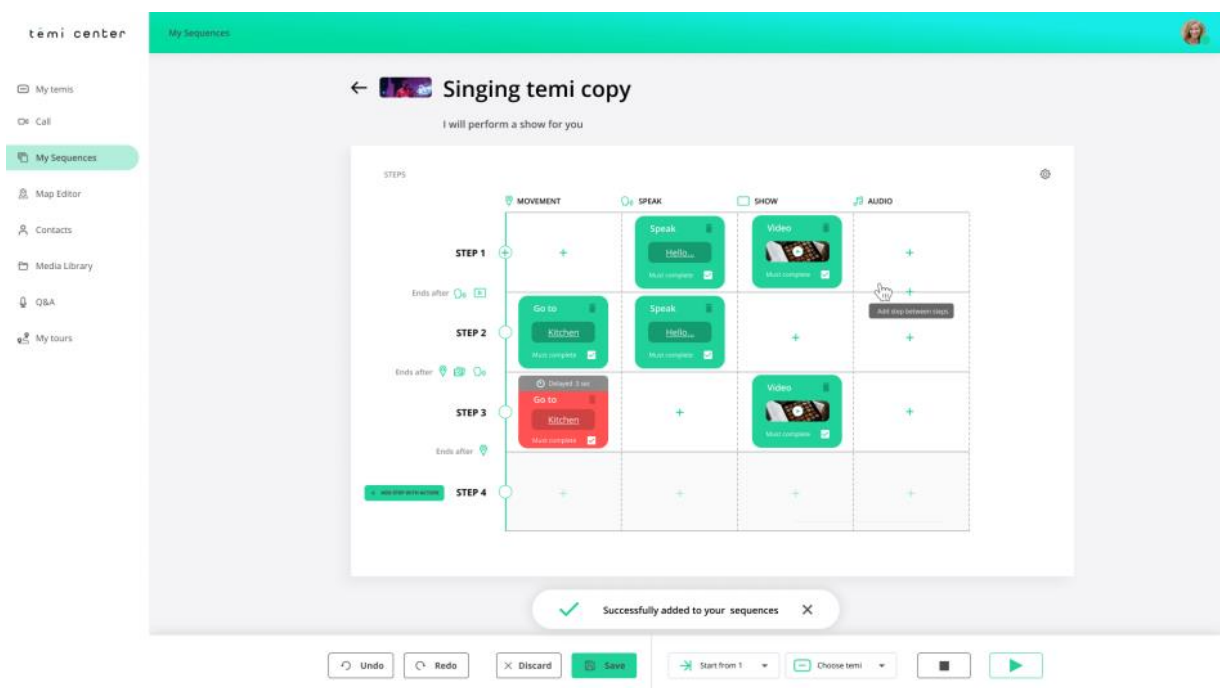 temi center
My Sequences
My temis
Call
My Sequences
Map Editor
Contacts
Media Library
Q&A
My tours
Singing temi copy
I will perform a show for you
STEPS
MOVEMENT SPEAK SHOW AUDIO
STEP 1
Speak
Hello...
Must complete
Video
Must complete
Ends after
Add step between steps
STEP 2
Go to
Kitchen
Must complete
Speak
Hello...
Must complete
Ends after
STEP 3
Delayed 3 sec
Go to
Kitchen
Must complete
Video
Must complete
Ends after
+ ADD STEP WITH ACTIONS
STEP 4
Successfully added to your sequences
Undo Redo Discard Save Start from 1 Choose temi